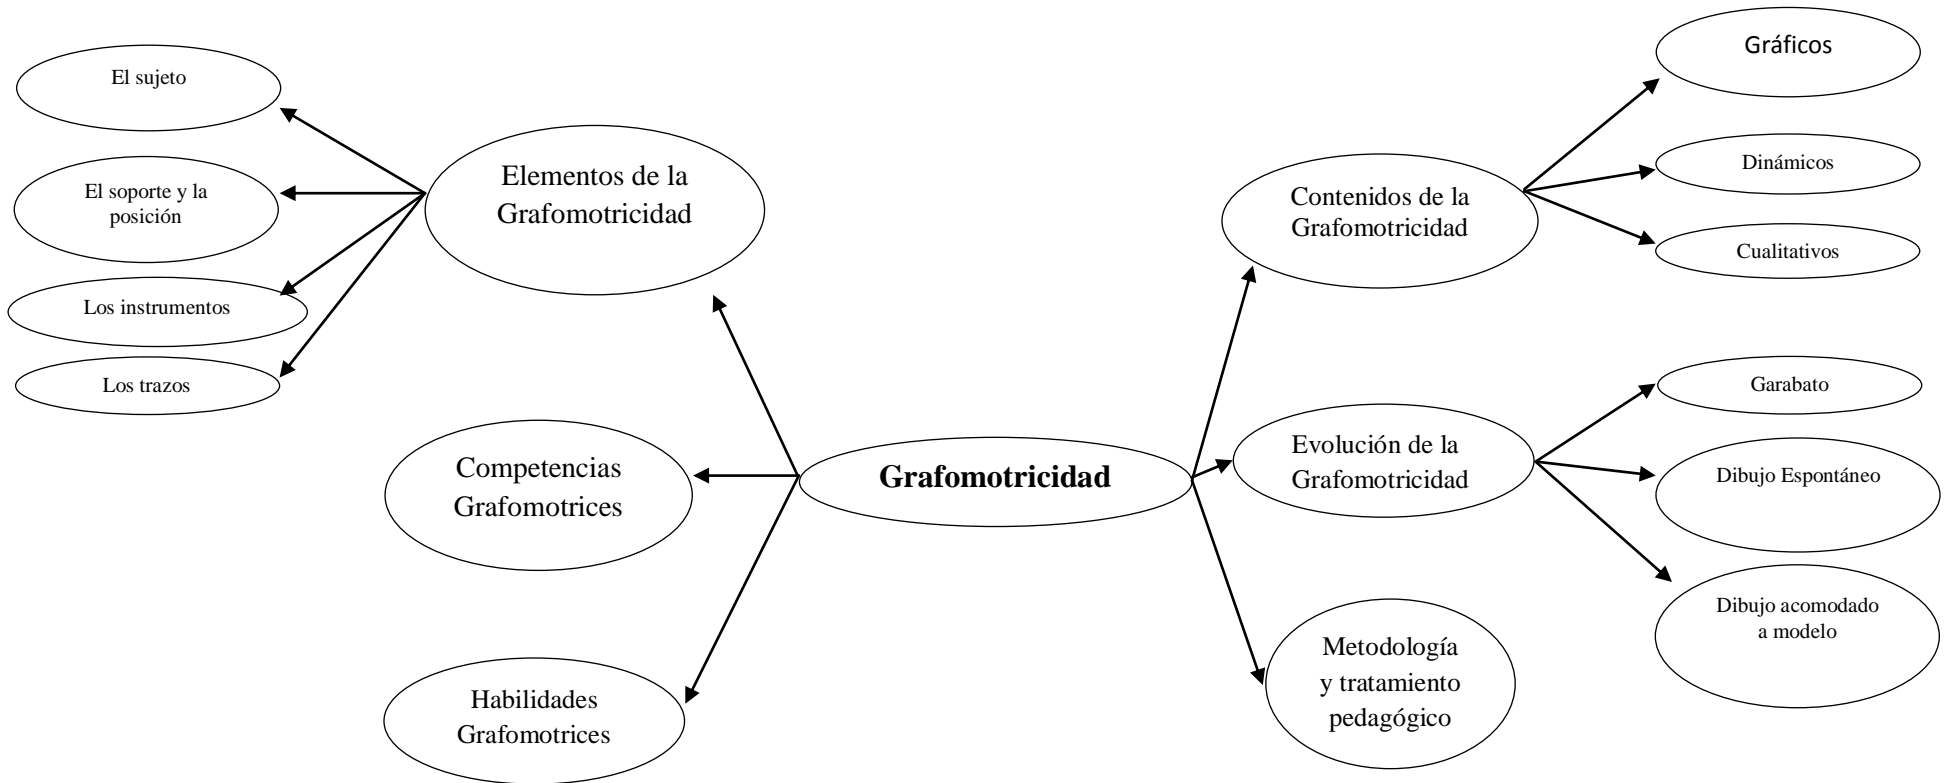 El sujeto
El soporte y la
posición
Los instrumentos
Los trazos
Elementos de la
Grafomotricidad
Competencias
Grafomotrices
Habilidades
Grafomotrices
Grafomotricidad
Contenidos de la
Grafomotricidad
Gráficos
Dinámicos
Cualitativos
Evolución de la
Grafomotricidad
Garabato
Dibujo Espontáneo
Dibujo acomodado
a modelo
Metodología
y tratamiento
pedagógico